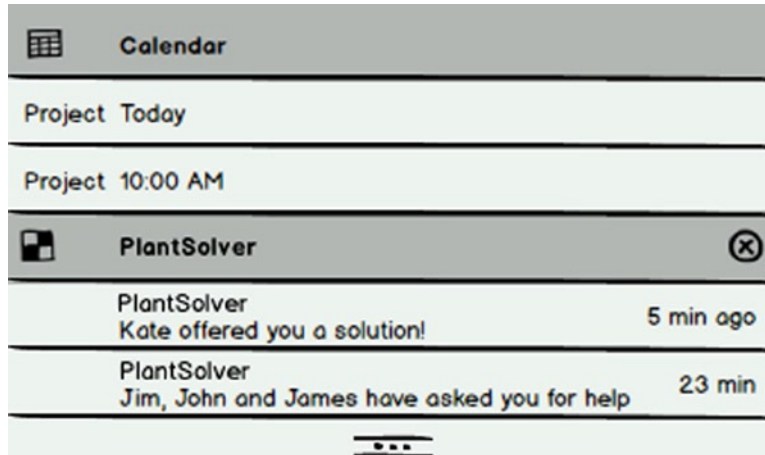 Calendar
Project Today
Project 10:00 AM
PlantSolver
PlantSolver
Kate offered you a solution!
5 min ago
PlantSolver
Jim, John and James have asked you for help
23 min